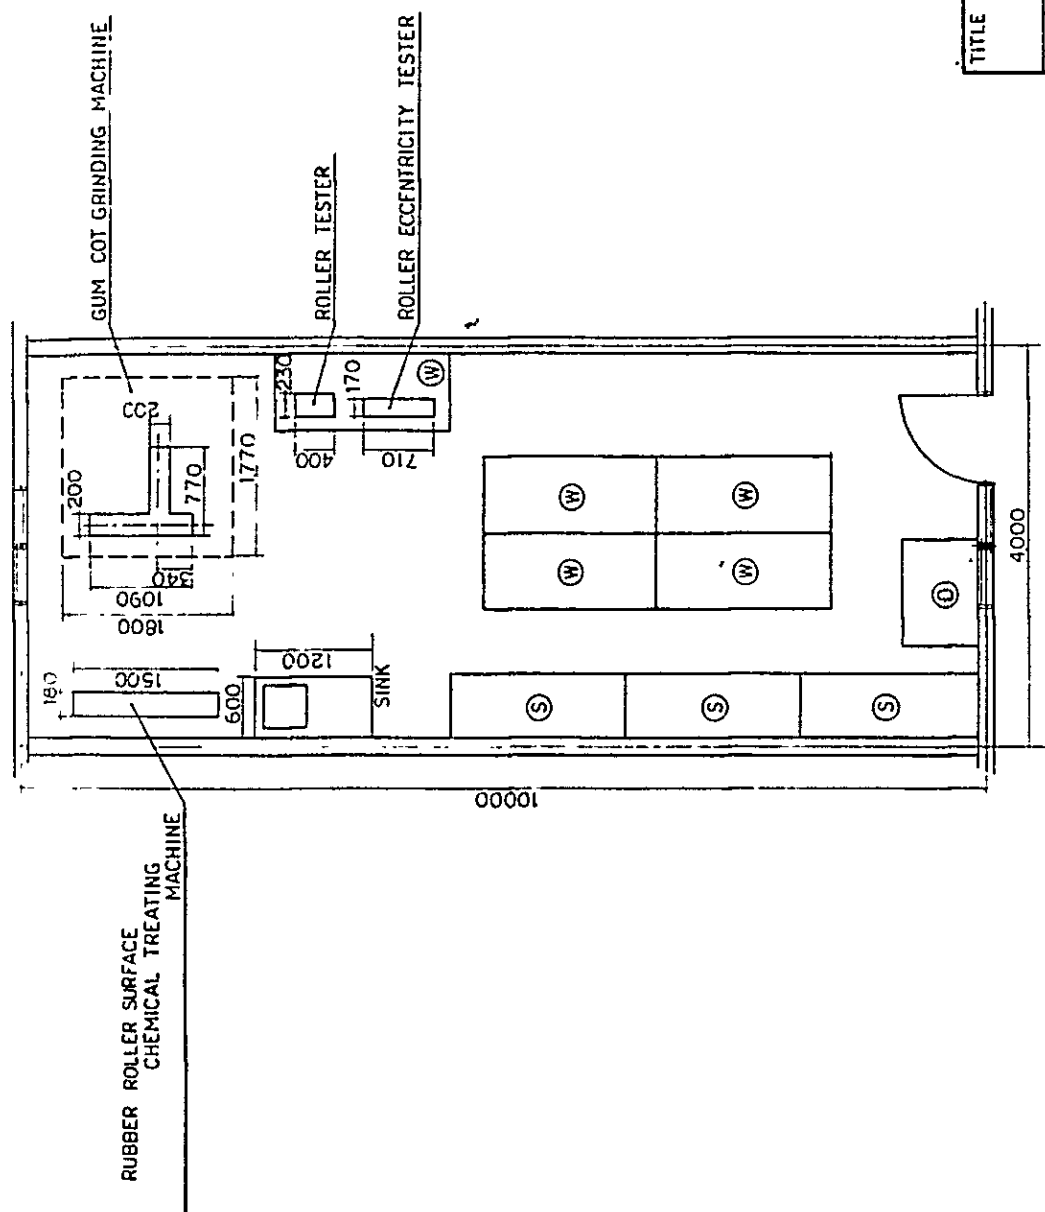 TITLE
GUM COT GRINDING MACHINE
ROLLER TESTER
ROLLER ECCENTRICITY TESTER
RUBBER ROLLER SURFACE
CHEMICAL TREATING
MACHINE
200
200
770
1770
340
1090
1800
230
170
400
710
W
180
1500
600
1200
SINK
W
W
W
W
S
S
S
D
4000
10000